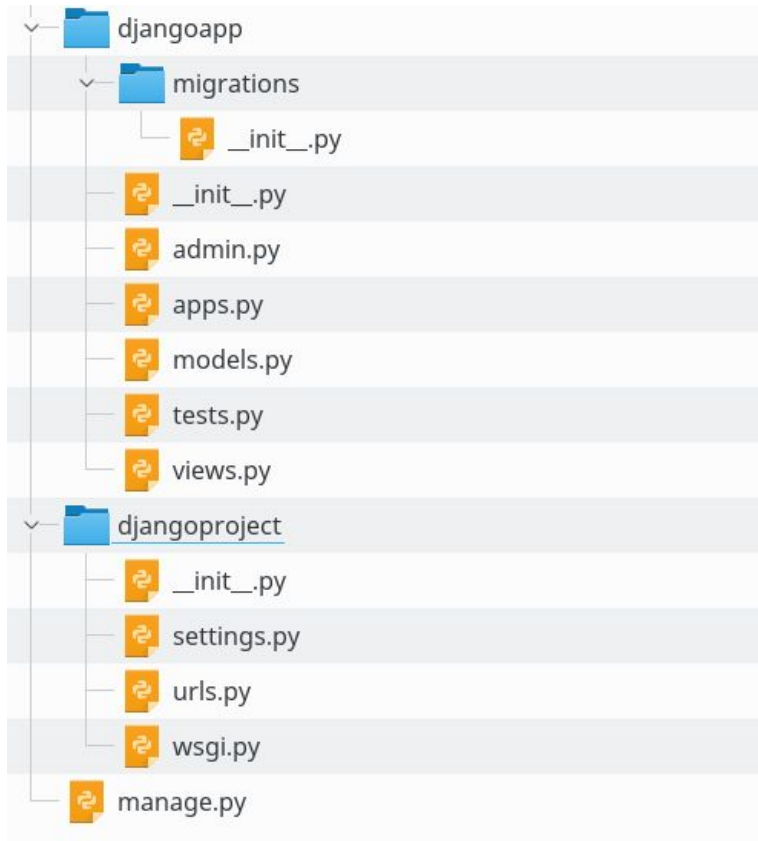 djangoapp
migrations
__init__.py
__init__.py
admin.py
apps.py
models.py
tests.py
views.py
djangoproject
__init__.py
settings.py
urls.py
wsgi.py
manage.py